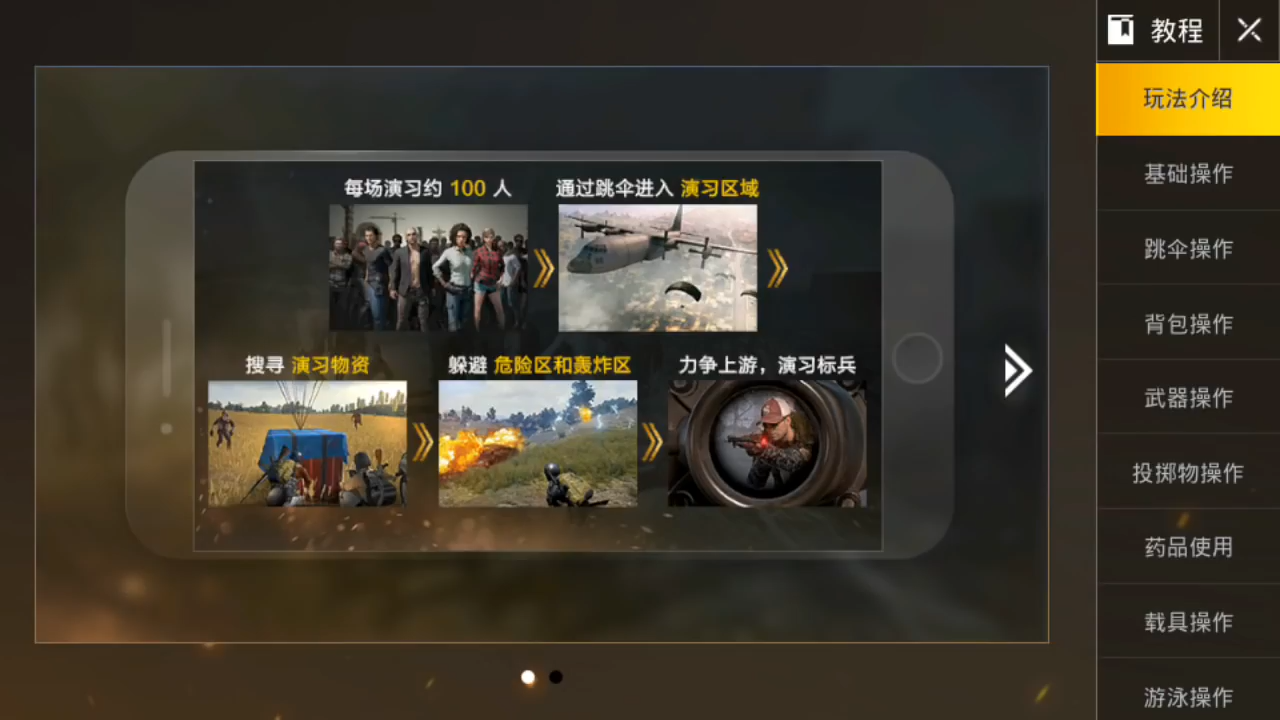 教程
玩法介绍
每场演习约 100 人
通过跳伞进入 演习区域
搜寻 演习物资
躲避 危险区和轰炸区
力争上游，演习标兵
基础操作
跳伞操作
背包操作
武器操作
投掷物操作
药品使用
载具操作
游泳操作